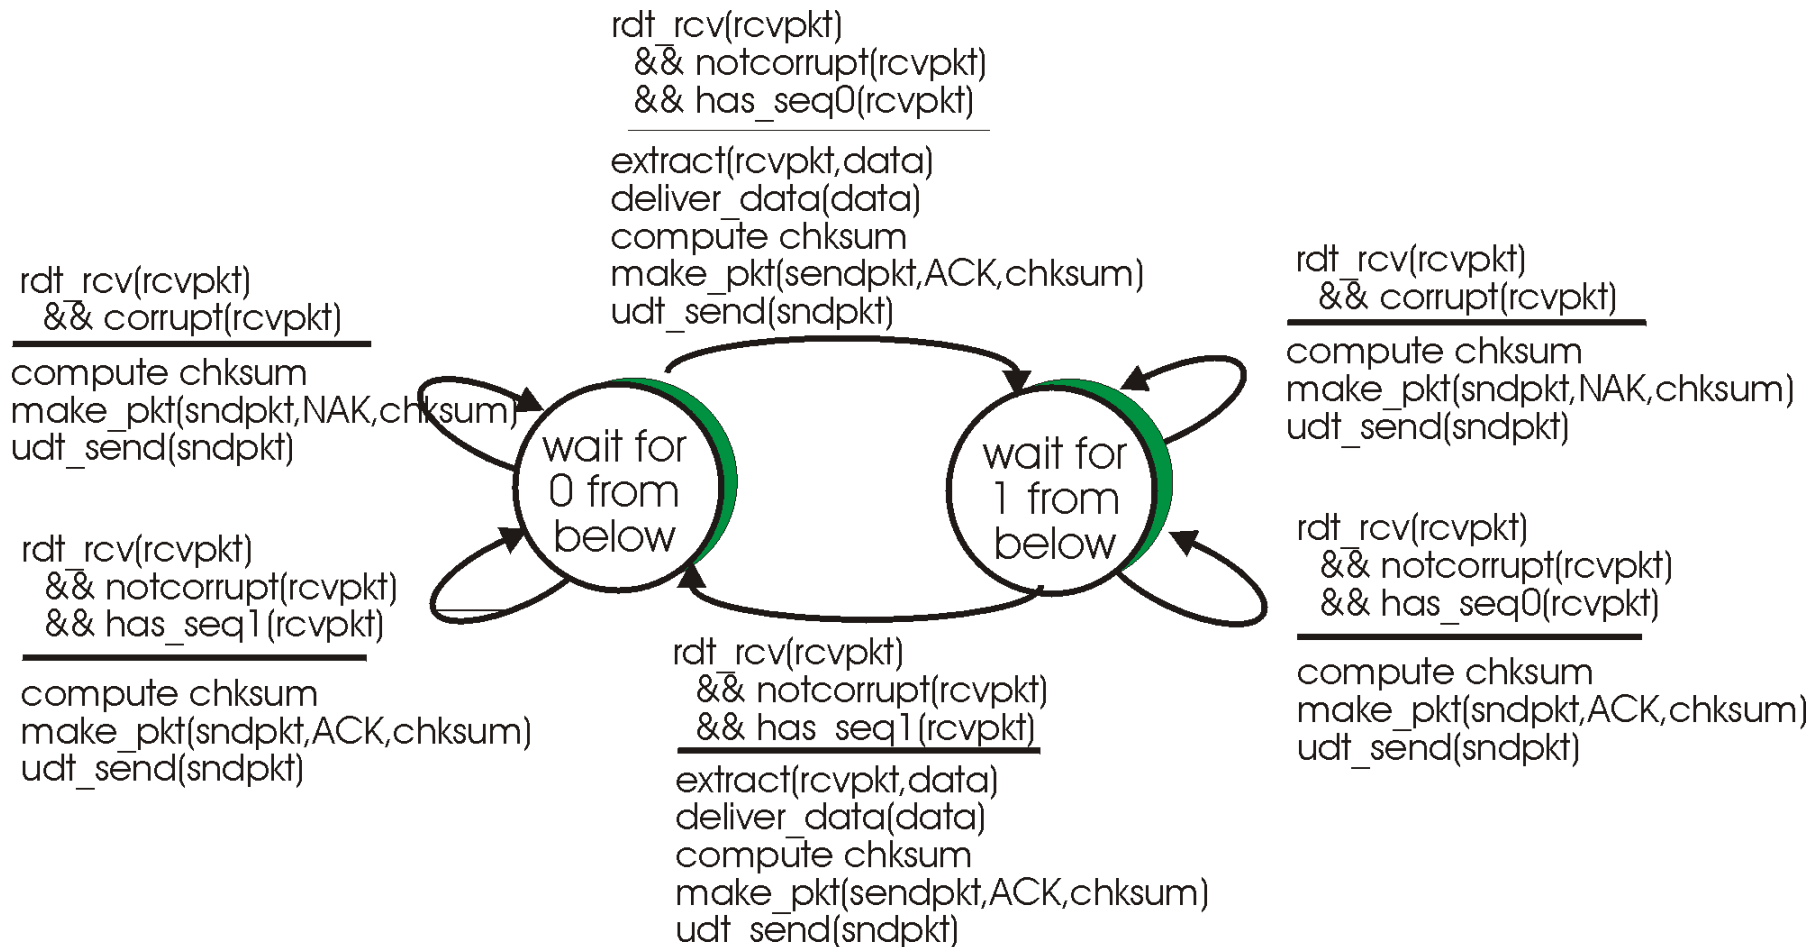 rdt_rcv(rcvpkt)
&& notcorrupt(rcvpkt)
&& has_seq0(rcvpkt)
extract(rcvpkt,data)
deliver_data(data)
compute chksum
make_pkt(sendpkt,ACK,chksum)
udt_send(sndpkt)
rdt_rcv(rcvpkt)
&& corrupt(rcvpkt)
compute chksum
make_pkt(sndpkt,NAK,chksum)
udt_send(sndpkt)
rdt_rcv(rcvpkt)
&& corrupt(rcvpkt)
compute chksum
make_pkt(sndpkt,NAK,chksum)
udt_send(sndpkt)
wait for
0 from
below
wait for
1 from
below
rdt_rcv(rcvpkt)
&& notcorrupt(rcvpkt)
&& has_seq1(rcvpkt)
compute chksum
make_pkt(sndpkt,ACK,chksum)
udt_send(sndpkt)
rdt_rcv(rcvpkt)
&& notcorrupt(rcvpkt)
&& has_seq0(rcvpkt)
compute chksum
make_pkt(sndpkt,ACK,chksum)
udt_send(sndpkt)
rdt_rcv(rcvpkt)
&& notcorrupt(rcvpkt)
&& has_seq1(rcvpkt)
extract(rcvpkt,data)
deliver_data(data)
compute chksum
make_pkt(sendpkt,ACK,chksum)
udt_send(sndpkt)